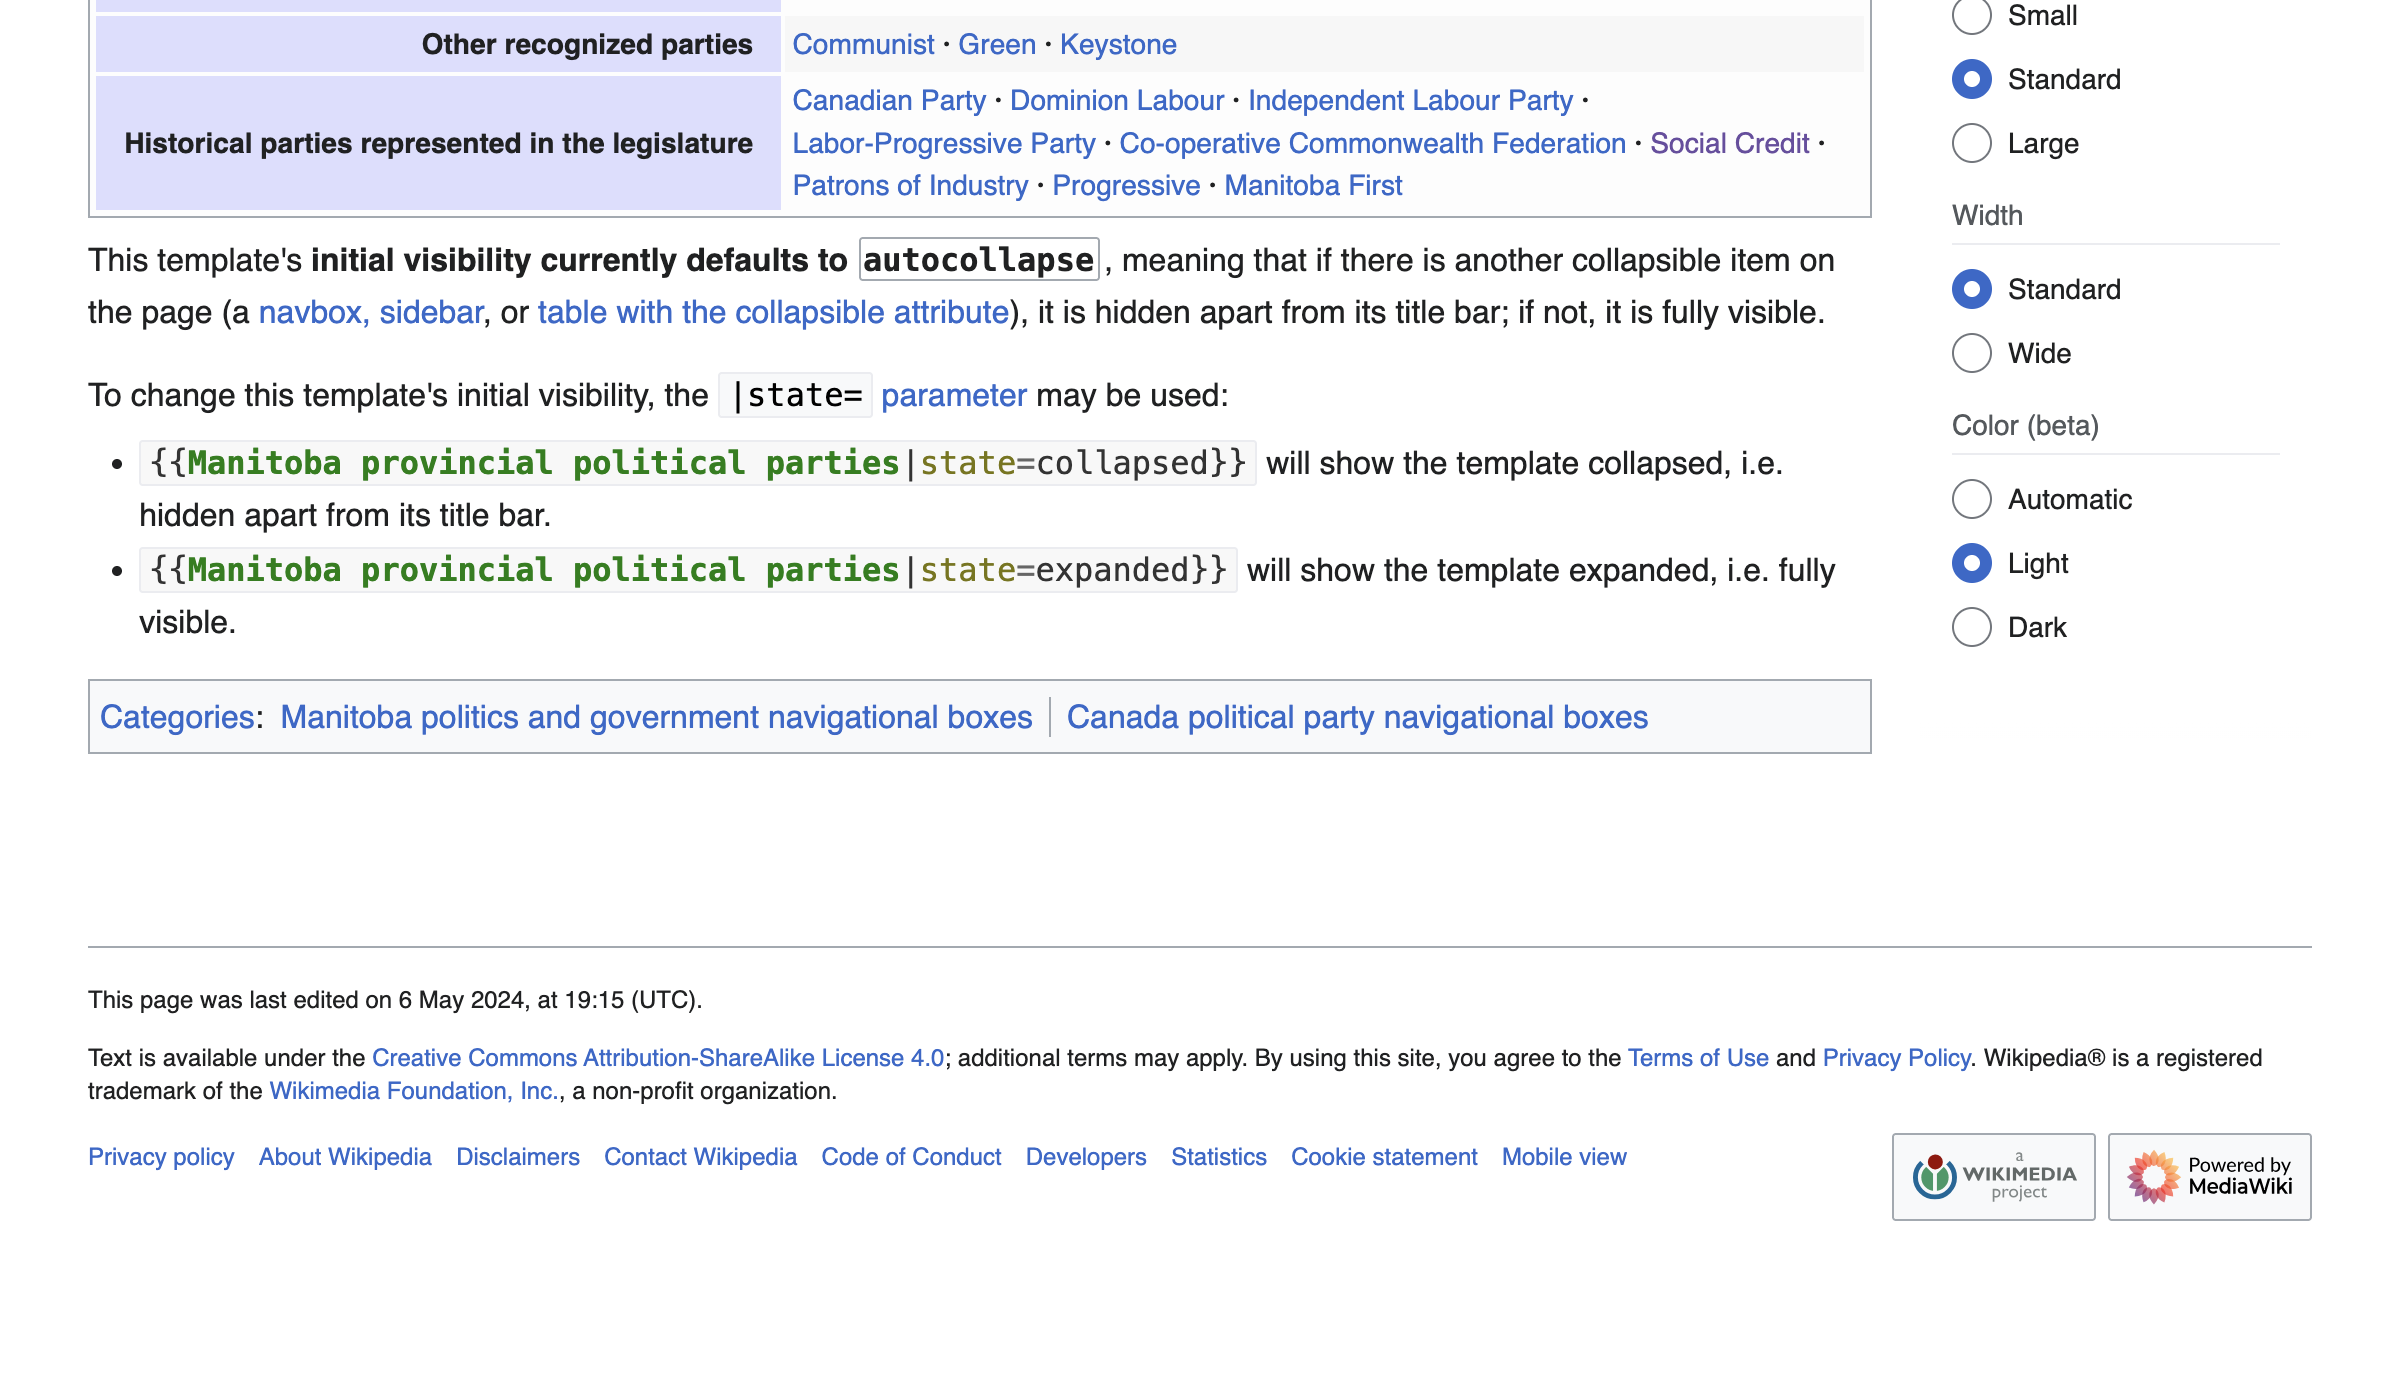 Other recognized parties
Communist · Green · Keystone
Historical parties represented in the legislature
Canadian Party · Dominion Labour · Independent Labour Party ·
Labor-Progressive Party · Co-operative Commonwealth Federation · Social Credit ·
Patrons of Industry · Progressive · Manitoba First
This template's initial visibility currently defaults to autocollapse, meaning that if there is another collapsible item on
the page (a navbox, sidebar, or table with the collapsible attribute), it is hidden apart from its title bar; if not, it is fully visible.
To change this template's initial visibility, the |state= parameter may be used:
• {{Manitoba provincial political parties|state=collapsed}} will show the template collapsed, i.e.
hidden apart from its title bar.
• {{Manitoba provincial political parties|state=expanded}} will show the template expanded, i.e. fully
visible.
Categories: Manitoba politics and government navigational boxes | Canada political party navigational boxes
Small
Standard
Large
Width
Standard
Wide
Color (beta)
Automatic
Light
Dark
This page was last edited on 6 May 2024, at 19:15 (UTC).
Text is available under the Creative Commons Attribution-ShareAlike License 4.0; additional terms may apply. By using this site, you agree to the Terms of Use and Privacy Policy. Wikipedia® is a registered
trademark of the Wikimedia Foundation, Inc., a non-profit organization.
Privacy policy About Wikipedia Disclaimers Contact Wikipedia Code of Conduct Developers Statistics Cookie statement Mobile view
a
WIKIMEDIA
project
Powered by
MediaWiki